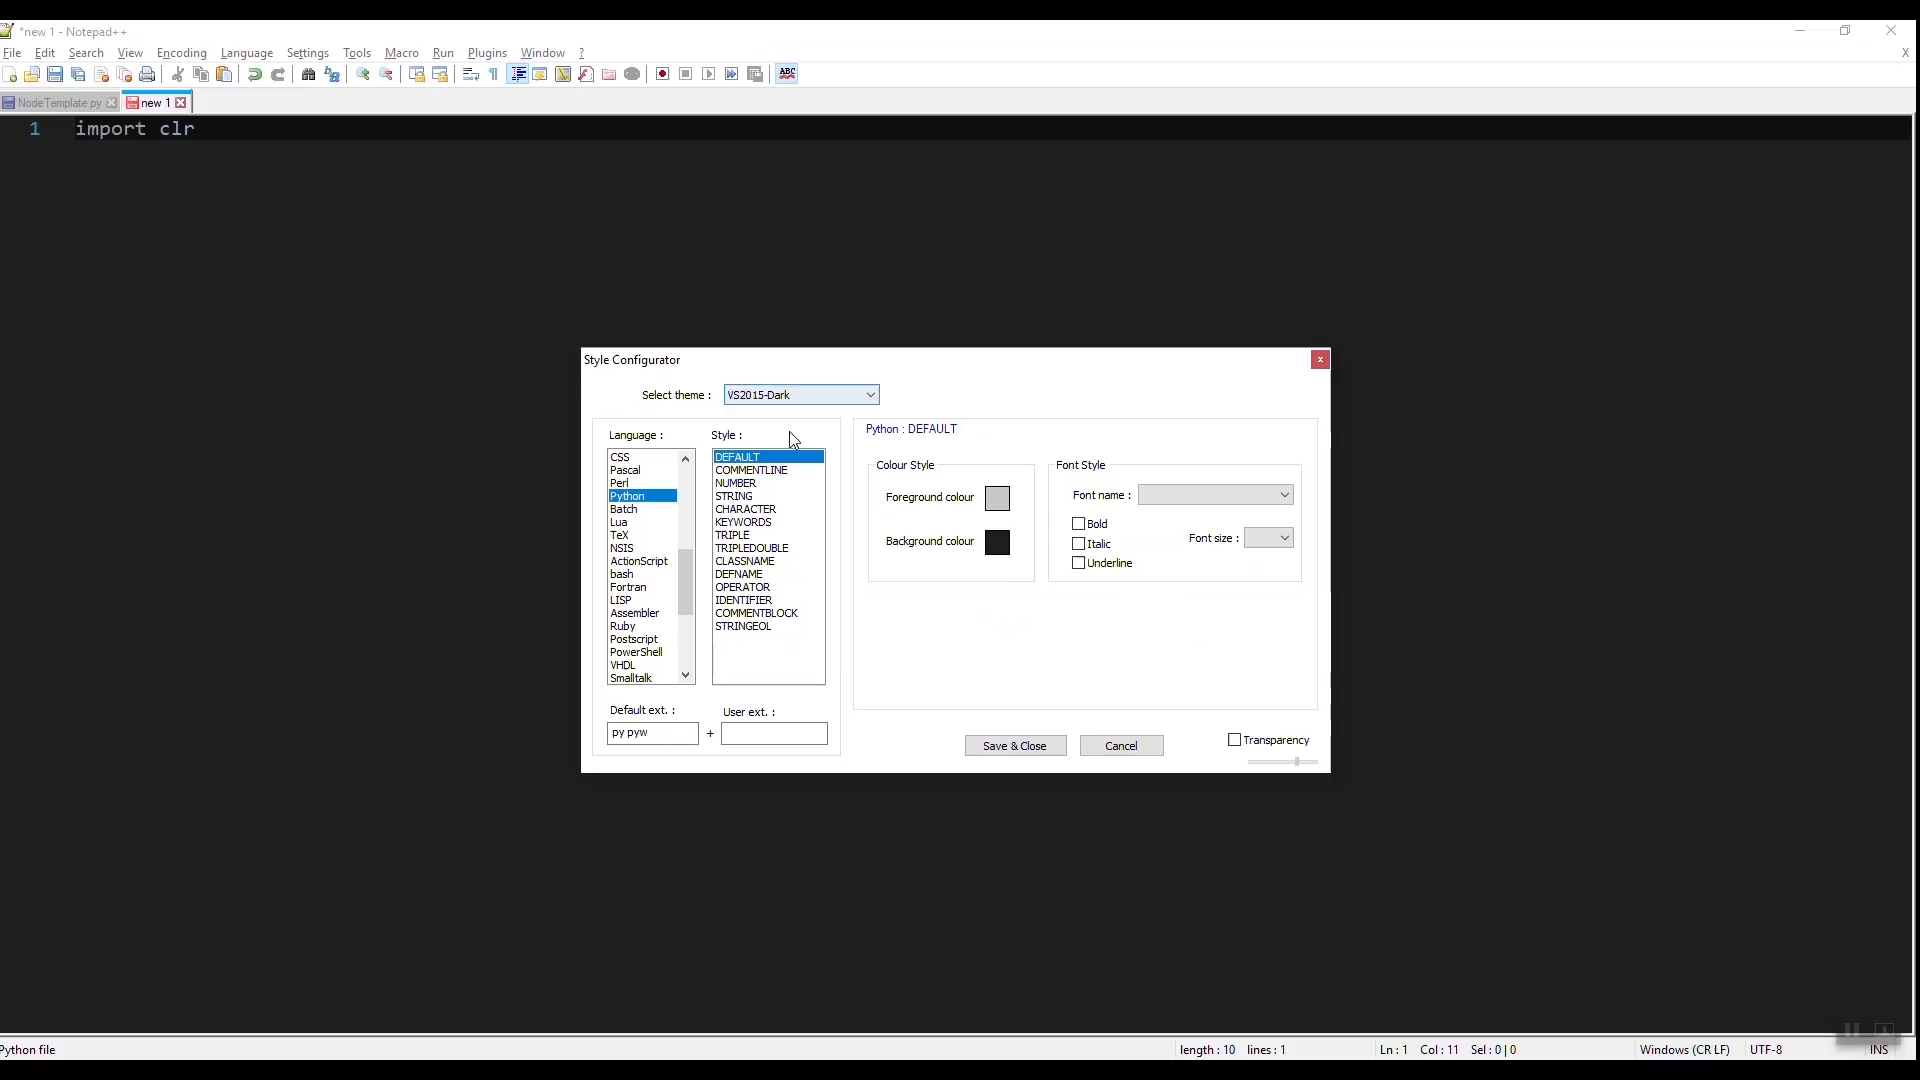 *new 1 - Notepad++
File Edit Search View Encoding Language Settings Tools Macro Run Plugins Window ? X
ABC
NodeTemplate.py new 1
1 import clr
Style Configurator
Select theme : VS2015-Dark
Language :
CSS
Pascal
Perl
Python
Batch
Lua
TeX
NSIS
ActionScript
bash
Fortran
LISP
Assembler
Ruby
Postscript
PowerShell
VHDL
Smalltalk
Style :
DEFAULT
COMMENTLINE
NUMBER
STRING
CHARACTER
KEYWORDS
TRIPLE
TRIPLEDOUBLE
CLASSNAME
DEFNAME
OPERATOR
IDENTIFIER
COMMENTBLOCK
STRINGEOL
Default ext. :
py pyw
+
User ext. :
Python : DEFAULT
Colour Style
Foreground colour
Background colour
Font Style
Font name :
Bold
Italic
Underline
Font size :
Save & Close Cancel Transparency
Python file length : 10 lines : 1 Ln : 1 Col : 11 Sel : 0 | 0 Windows (CR LF) UTF-8 INS